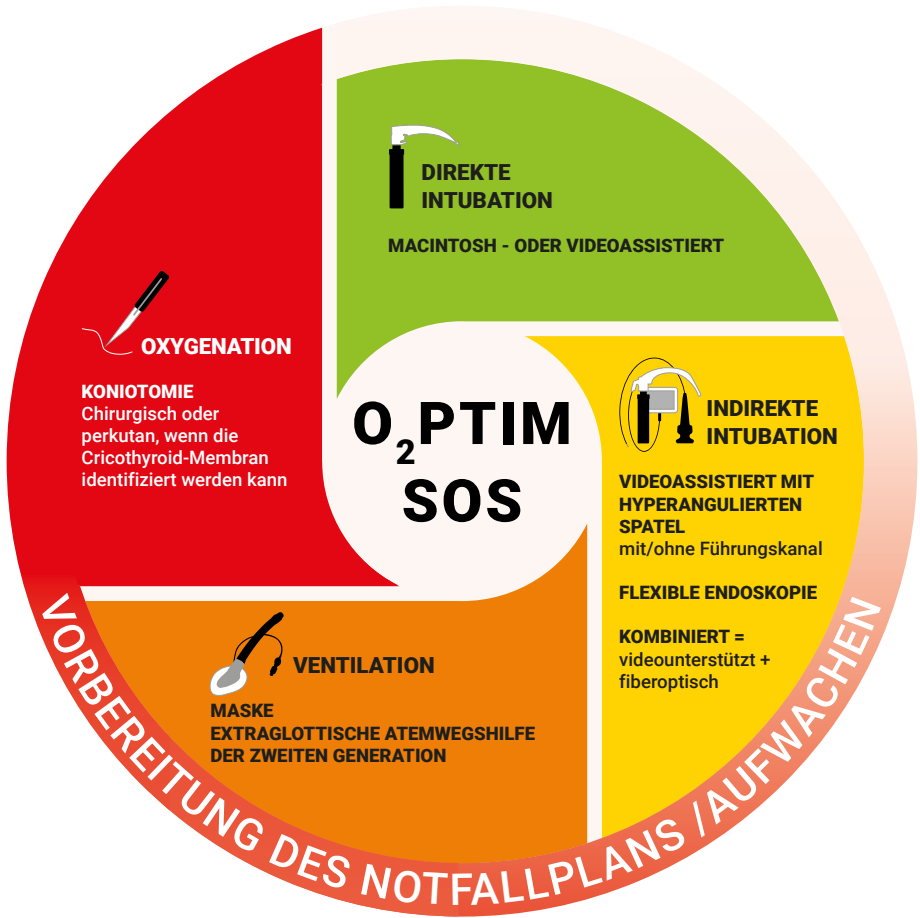 DIREKTE
INTUBATION
MACINTOSH - ODER VIDEOASSISTIERT
INDIREKTE
INTUBATION
VIDEOASSISTIERT MIT
HYPERANGULIERTEN
SPATEL
mit/ohne Führungskanal
FLEXIBLE ENDOSKOPIE
KOMBINIERT =
videounterstützt +
fiberoptisch
VENTILATION
MASKE
EXTRAGLOTTISCHE ATEMWEGSHILFE
DER ZWEITEN GENERATION
OXYGENATION
KONIOTOMIE
Chirurgisch oder
perkutan, wenn die
Cricothyroid-Membran
identifiziert werden kann
O₂PTIM
SOS
VORBEREITUNG DES NOTFALLPLANS /AUFWACHEN